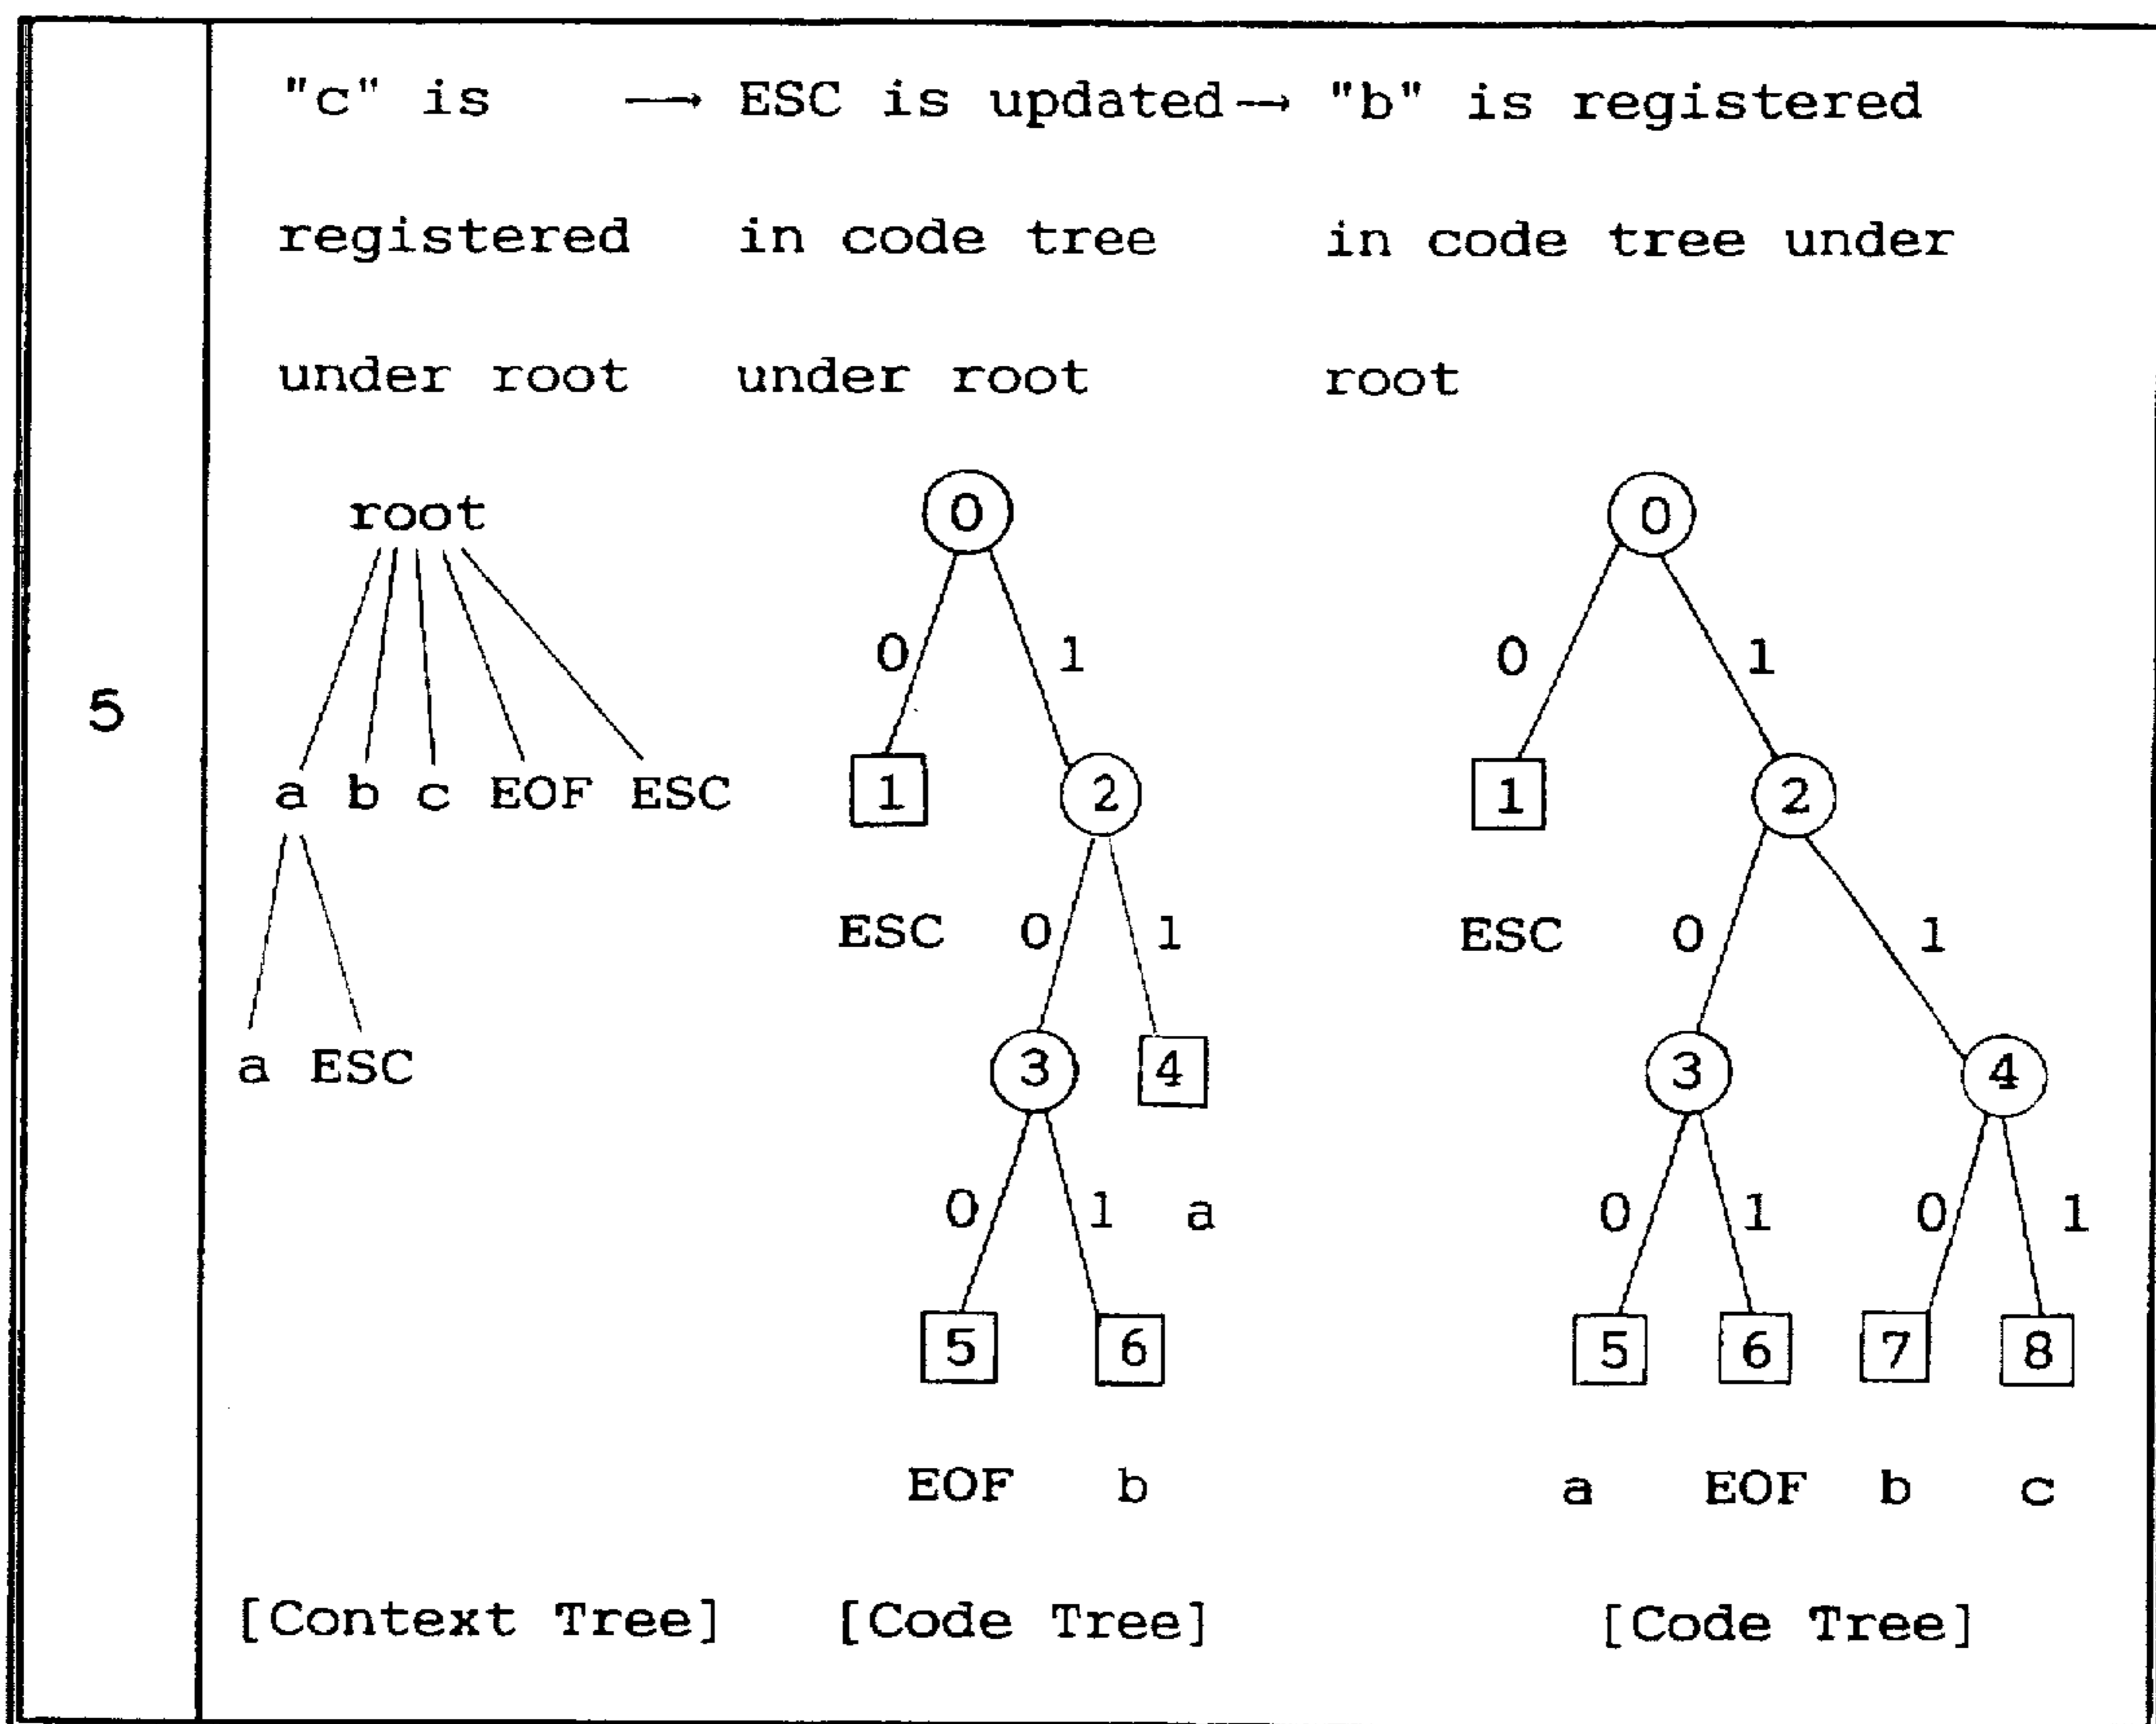 "c" is → ESC is updated → "b" is registered
registered in code tree in code tree under
under root under root root
root 0 0
0 1 0 1
5
a b c EOF ESC 1 2 1 2
ESC 0 1 ESC 0 1
a ESC 3 4 3 4
0 1 a 0 1 0 1
5 6 5 6 7 8
EOF b a EOF b c
[Context Tree] [Code Tree] [Code Tree]